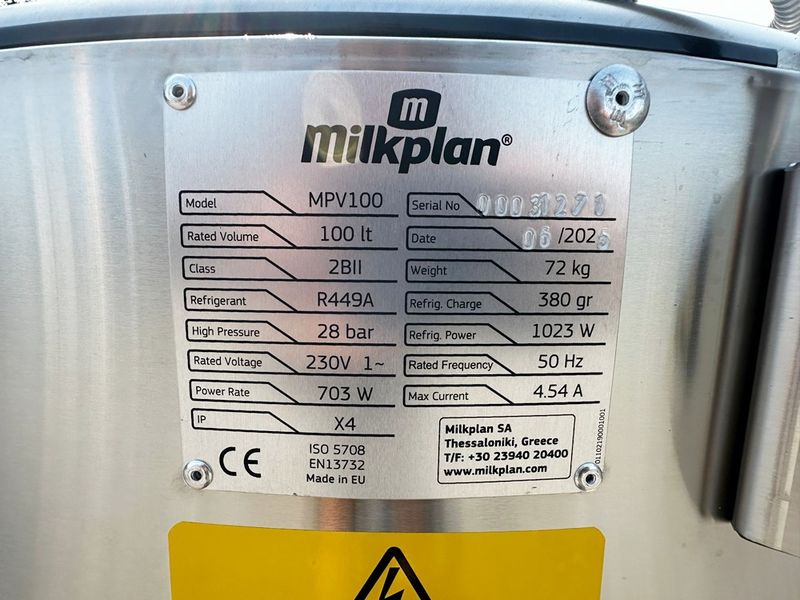 m
milkplan®
Model MPV100
Serial No 00031271
Rated Volume 100 lt
Date 06/2025
Class 2BII
Weight 72 kg
Refrigerant R449A
Refrig. Charge 380 gr
High Pressure 28 bar
Refrig. Power 1023 W
Rated Voltage 230V 1~
Rated Frequency 50 Hz
Power Rate 703 W
Max Current 4.54 A
IP X4
CE
ISO 5708
EN13732
Made in EU
Milkplan SA
Thessaloniki, Greece
T/F: +30 23940 20400
www.milkplan.com
01102190001001